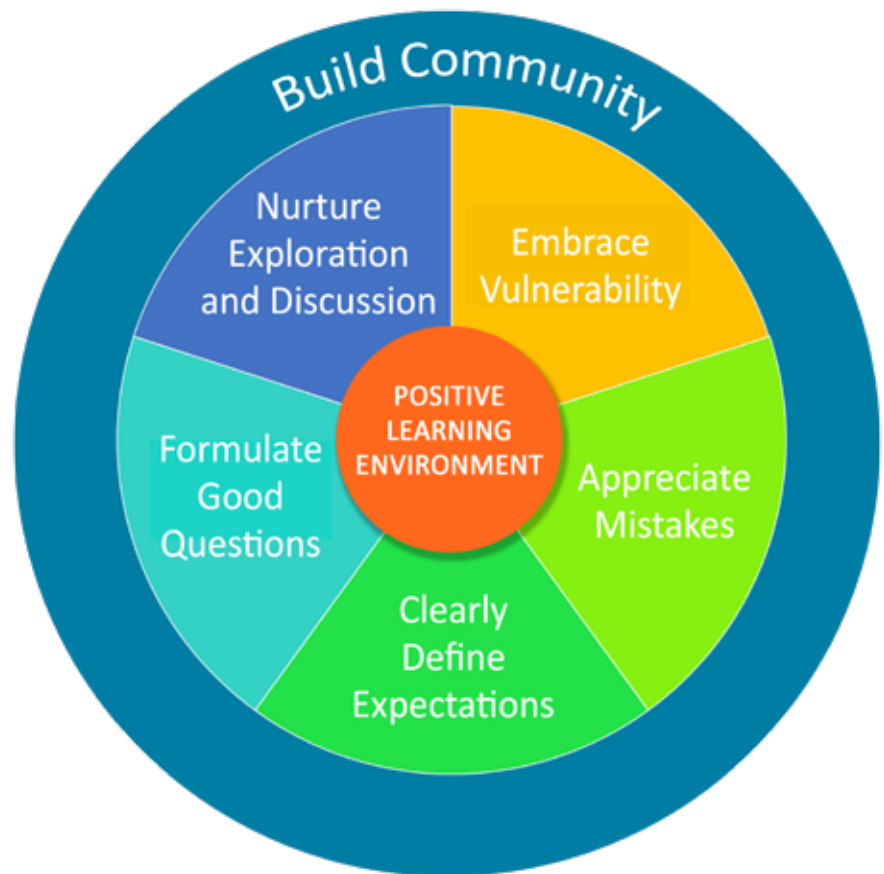 Build Community
Nurture
Exploration
and Discussion
Embrace
Vulnerability
POSITIVE
LEARNING
ENVIRONMENT
Formulate
Good
Questions
Appreciate
Mistakes
Clearly
Define
Expectations